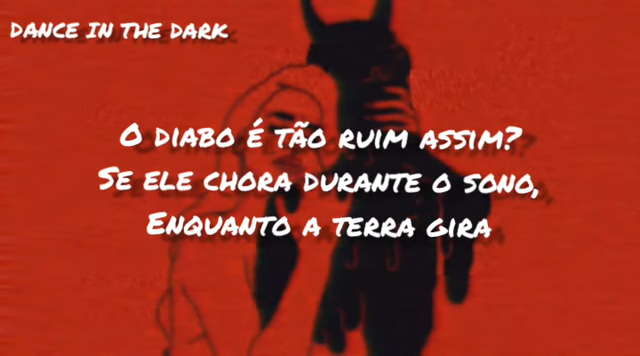 DANCE IN THE DARK
O DIABO É TÃO RUIM ASSIM?
SE ELE CHORA DURANTE O SONO,
ENQUANTO A TERRA GIRA